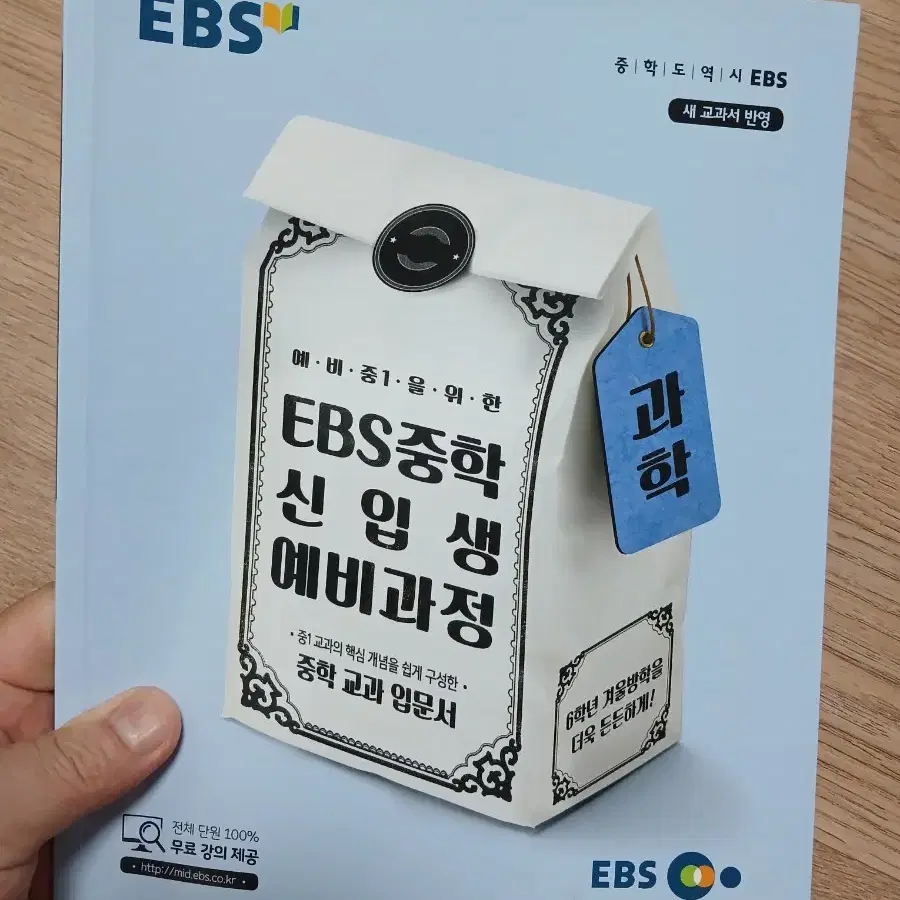 EBS
중|학|도|역|시 EBS
새 교과서 반영
예·비·중1·을·위·한
EBS중학
신입생
예비과정
• 중1 교과의 핵심 개념을 쉽게 구성한 •
중학 교과 입문서
과학
6학년 겨울방학을
더욱 든든하게!
전체 단원 100%
무료 강의 제공
• http://mid.ebs.co.kr •
EBS